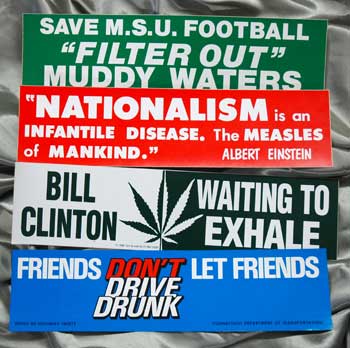 SAVE M.S.U. FOOTBALL
"FILTER OUT"
MUDDY WATERS
"NATIONALISM is an
INFANTILE DISEASE. The MEASLES
of MANKIND."
ALBERT EINSTEIN
BILL
CLINTON
WAITING TO
EXHALE
FRIENDS DON'T LET FRIENDS
DRIVE
DRUNK